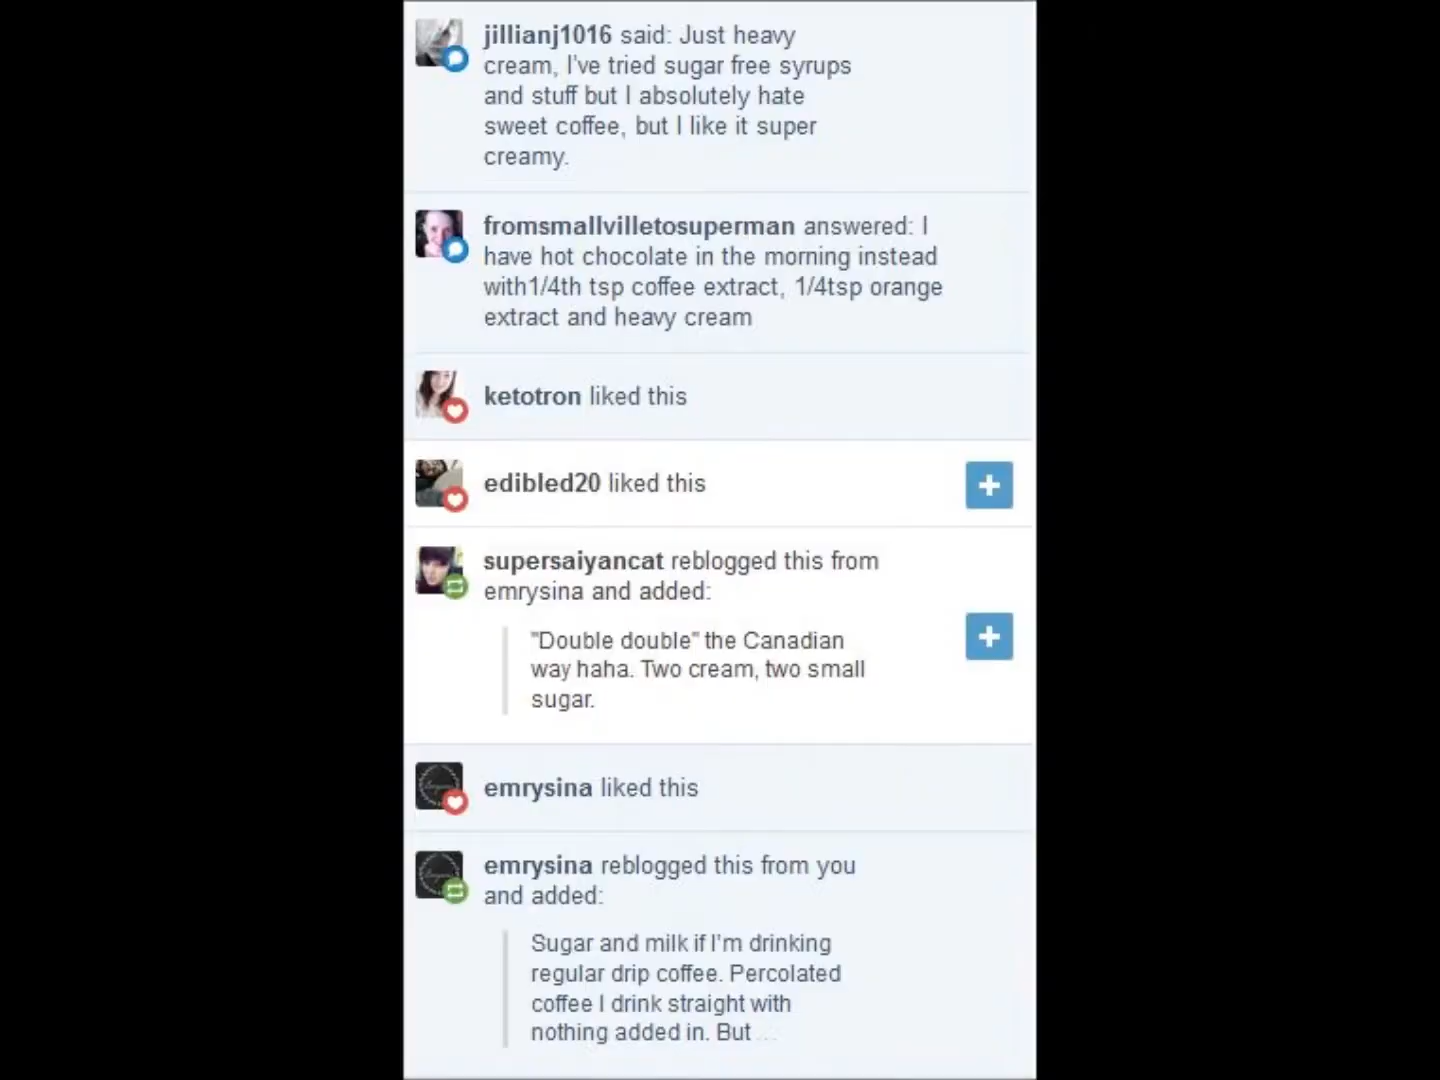 jillianj1016 said: Just heavy
cream, I've tried sugar free syrups
and stuff but I absolutely hate
sweet coffee, but I like it super
creamy.
fromsmallvilletosuperman answered: I
have hot chocolate in the morning instead
with1/4th tsp coffee extract, 1/4tsp orange
extract and heavy cream
ketotron liked this
edibled20 liked this
supersaiyancat reblogged this from
emrysina and added:
"Double double" the Canadian
way haha. Two cream, two small
sugar.
emrysina liked this
emrysina reblogged this from you
and added:
Sugar and milk if I'm drinking
regular drip coffee. Percolated
coffee I drink straight with
nothing added in. But ...